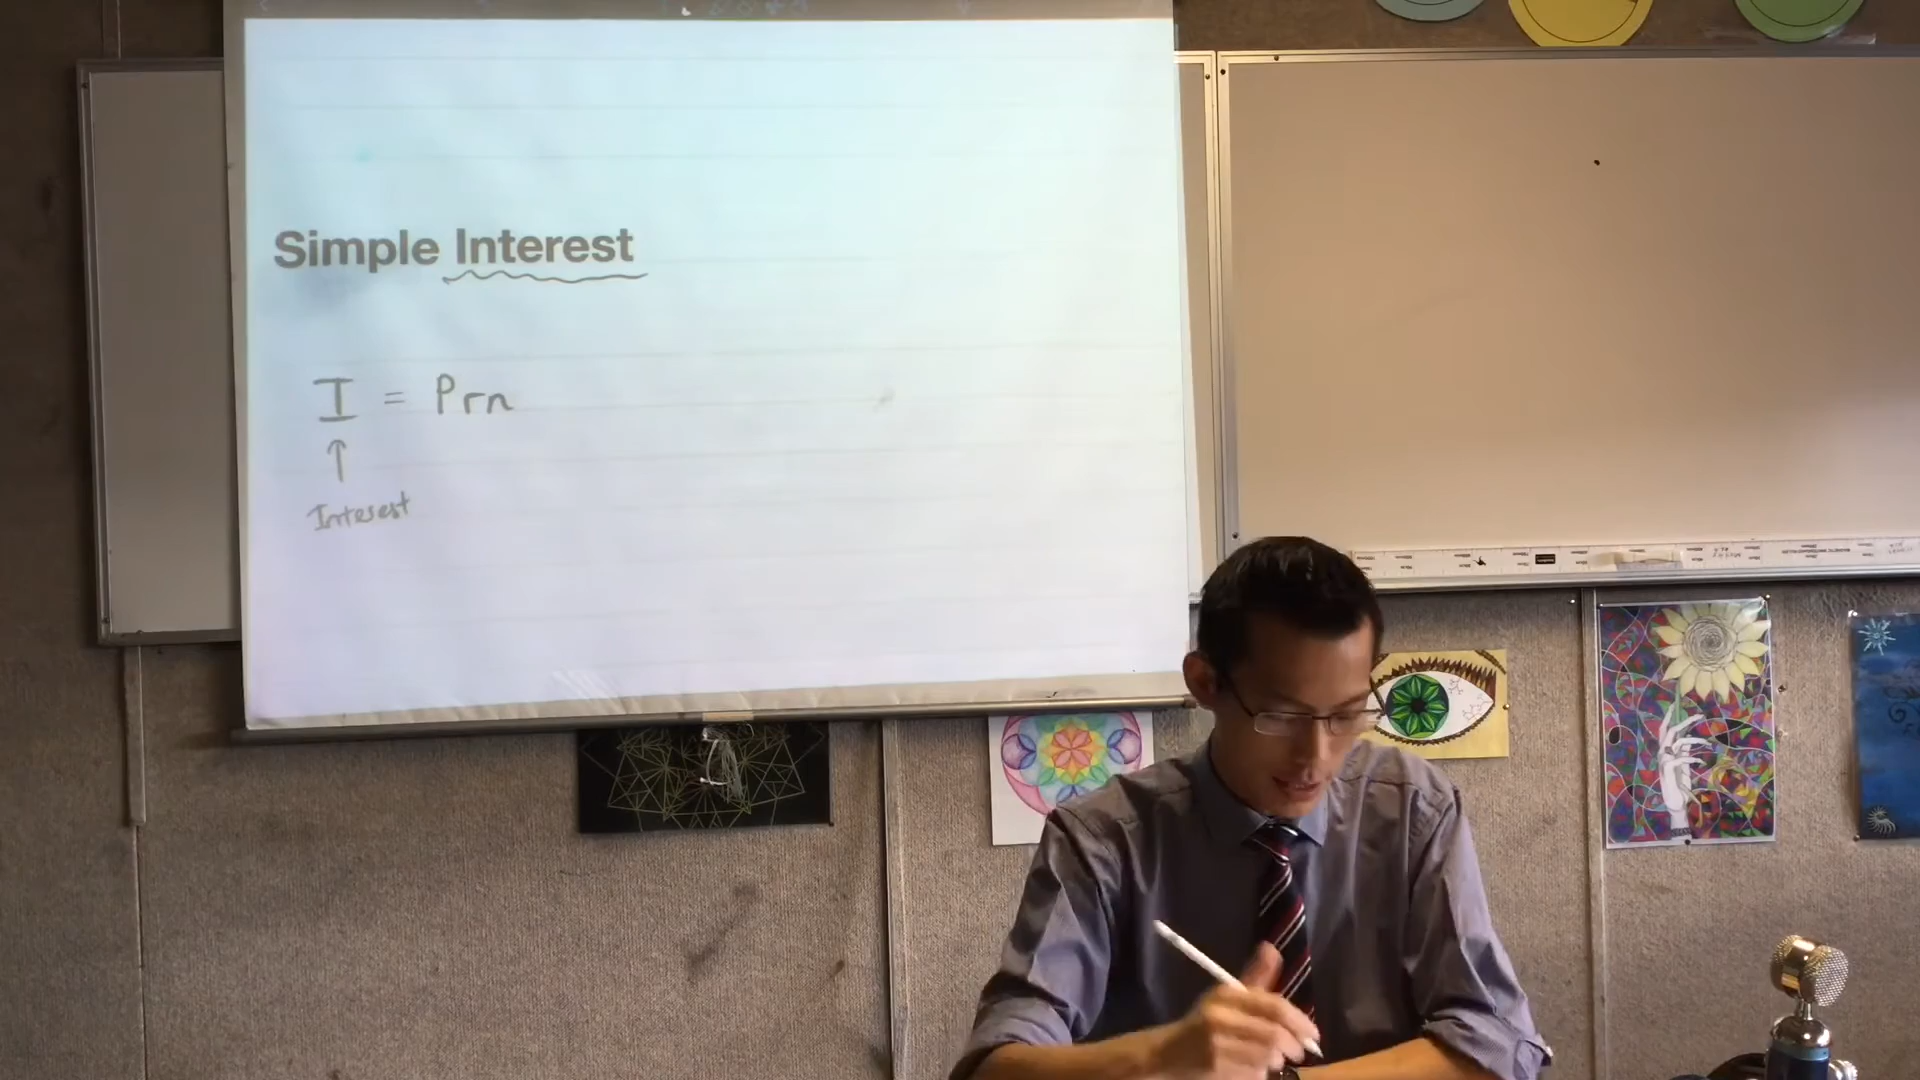 Simple Interest
I = Prn
↑
Interest